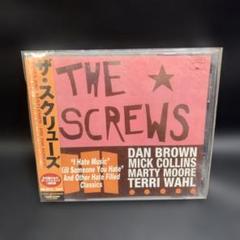 THE
SCREWS
ザ・スクリューズ
"I Hate Music"
"Kill Someone You Hate"
And Other Hate Filled
Classics
DAN BROWN
MICK COLLINS
MARTY MOORE
TERRI WAHL